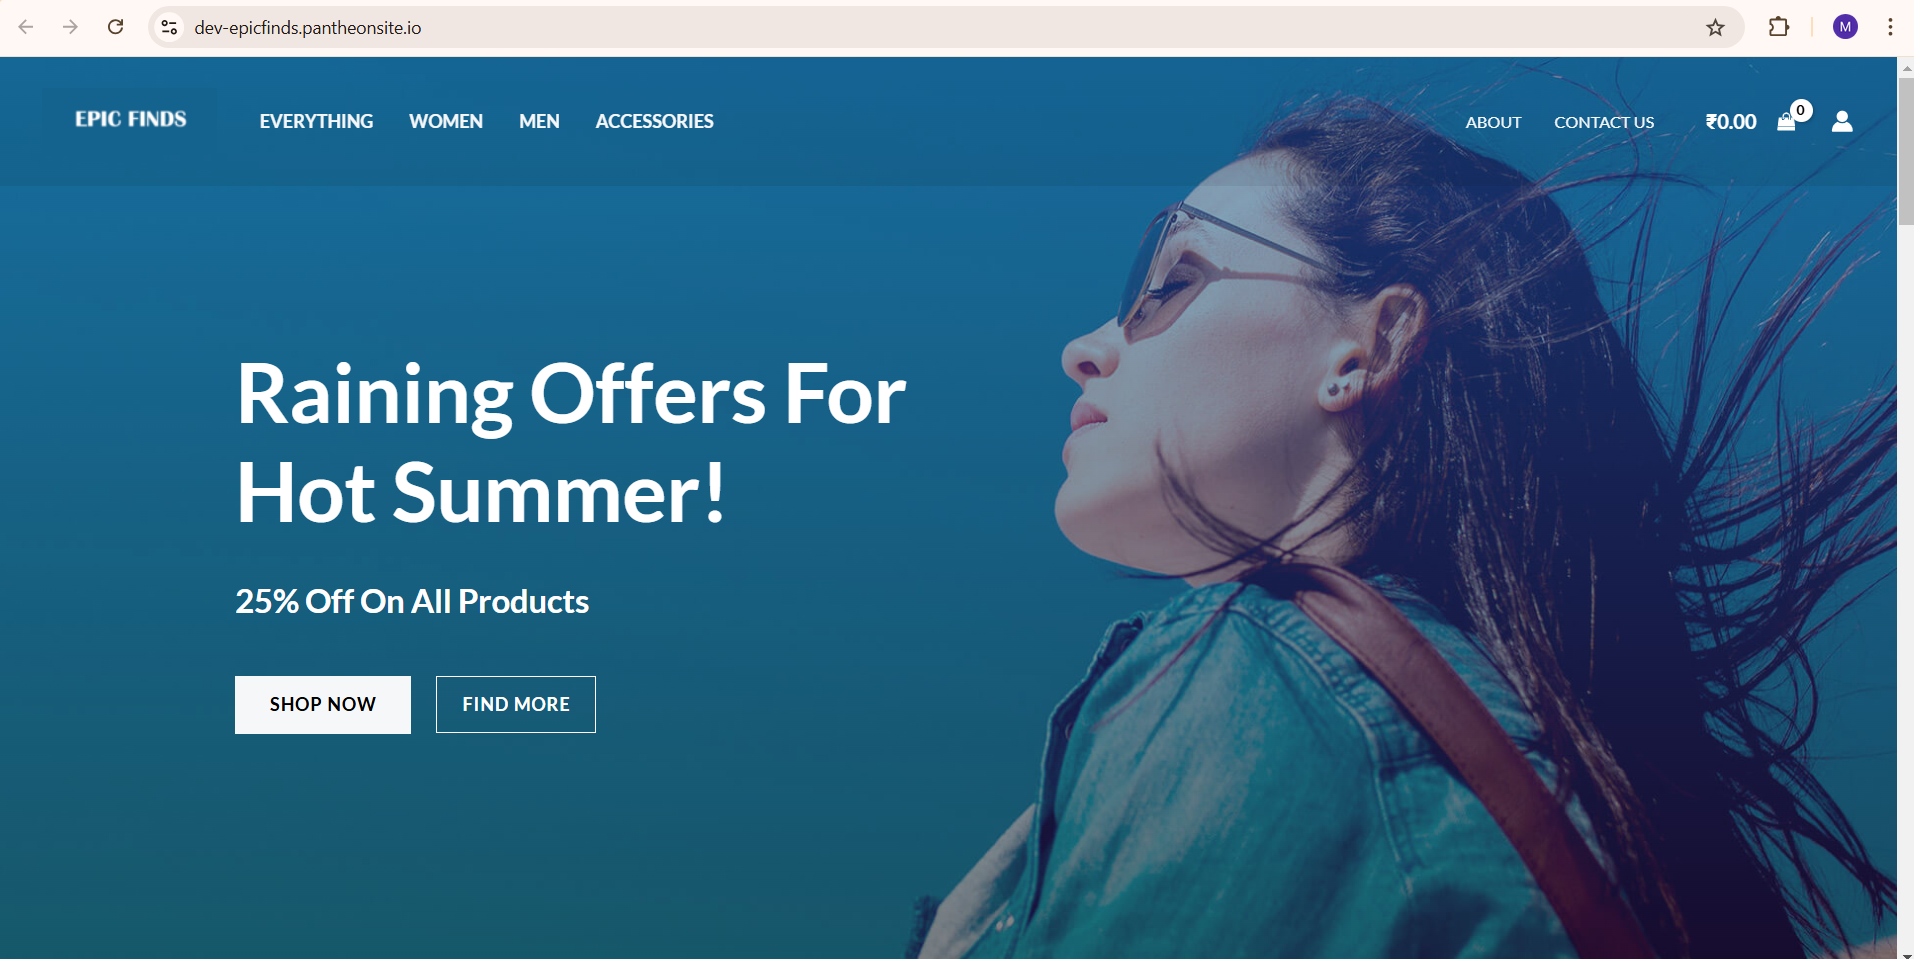 dev-epicfinds.pantheonsite.io
M
EPIC FINDS
EVERYTHING WOMEN MEN ACCESSORIES
ABOUT CONTACT US ₹0.00 0
Raining Offers For
Hot Summer!
25% Off On All Products
SHOP NOW FIND MORE